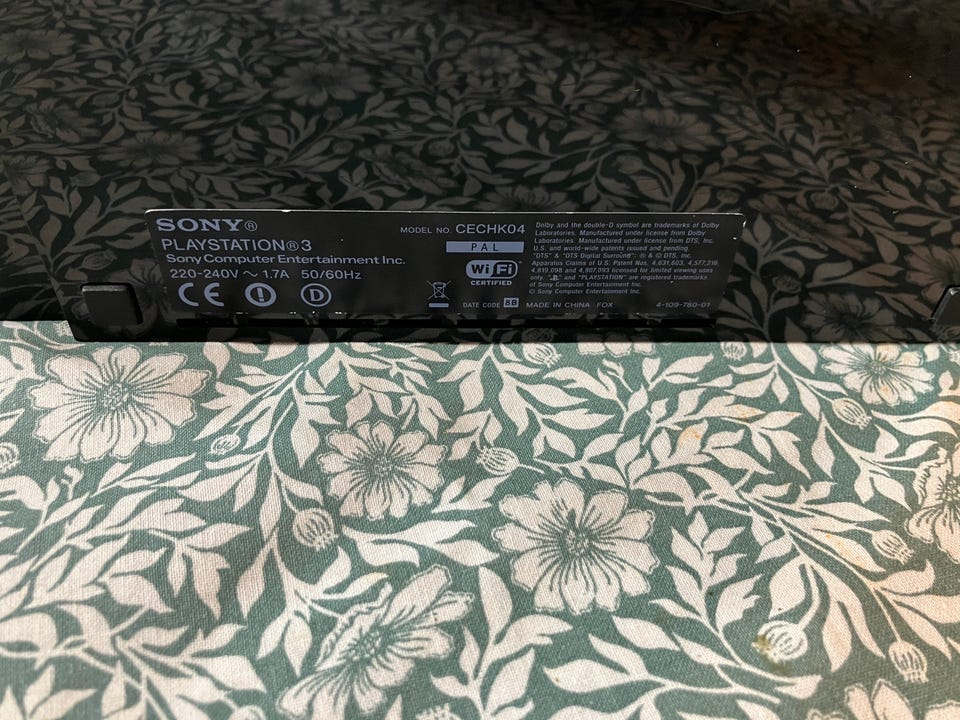 SONY®
PLAYSTATION®3
Sony Computer Entertainment Inc.
220-240V ~ 1.7A 50/60Hz
CE D
MODEL NO. CECHK04
PAL
Wi Fi
CERTIFIED
DATE CODE 8B MADE IN CHINA FOX 4-109-780-01
Dolby and the double-D symbol are trademarks of Dolby
Laboratories. Manufactured under license from Dolby
Laboratories. Manufactured under license from DTS, Inc.
U.S. and world-wide patents issued and pending.
"DTS" & "DTS Digital Surround" ® & © DTS, Inc.
Apparatus Claims of U.S. Patent Nos. 4,631,603, 4,577,216,
4,819,098 and 4,907,093 licensed for limited viewing uses
only. " " and "PLAYSTATION" are registered trademarks
of Sony Computer Entertainment Inc.
© Sony Computer Entertainment Inc.